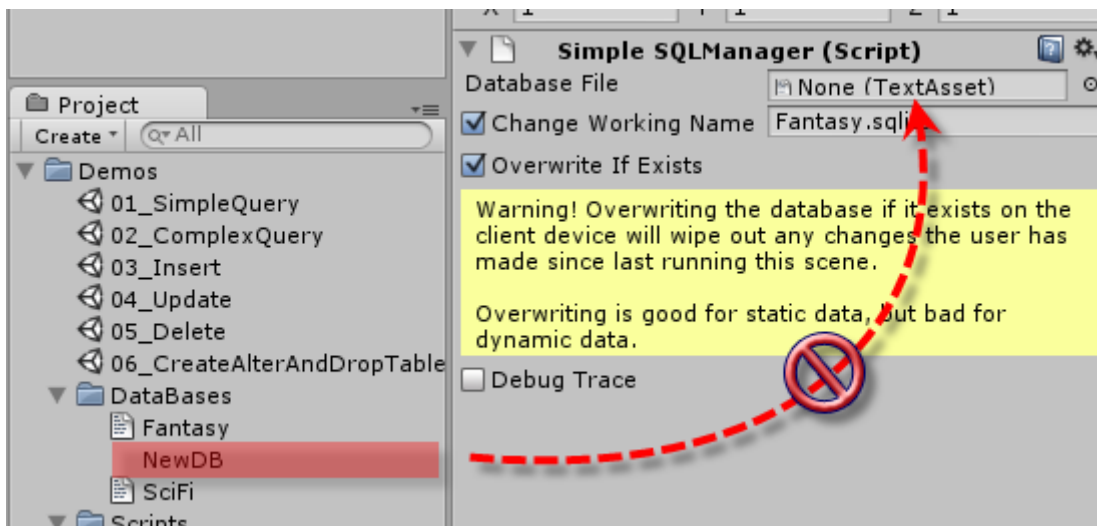 X 1 Y 1 Z 1
Simple SQLManager (Script)
Database File None (TextAsset)
Change Working Name Fantasy.sqli
Overwrite If Exists
Warning! Overwriting the database if it exists on the
client device will wipe out any changes the user has
made since last running this scene.
Overwriting is good for static data, but bad for
dynamic data.
Debug Trace
Project
Create All
Demos
01_SimpleQuery
02_ComplexQuery
03_Insert
04_Update
05_Delete
06_CreateAlterAndDropTable
DataBases
Fantasy
NewDB
SciFi
Scripts